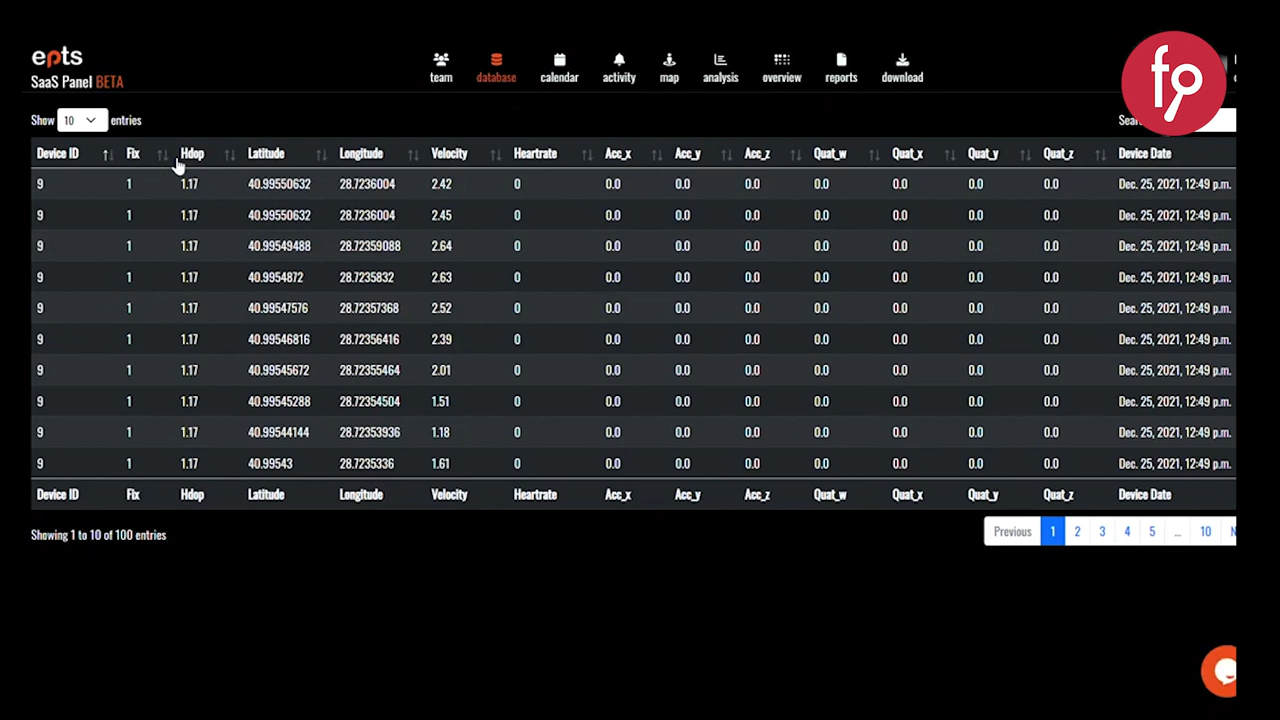 epts
SaaS Panel BETA
team database calendar activity map analysis overview reports download
fp
Show 10 entries
Device ID Fix Hdop Latitude Longitude Velocity Heartrate Acc_x Acc_y Acc_z Quat_w Quat_x Quat_y Quat_z Device Date
9 1 1.17 40.99550632 28.7236004 2.42 0 0.0 0.0 0.0 0.0 0.0 0.0 0.0 Dec. 25, 2021, 12:49 p.m.
9 1 1.17 40.99550632 28.7236004 2.45 0 0.0 0.0 0.0 0.0 0.0 0.0 0.0 Dec. 25, 2021, 12:49 p.m.
9 1 1.17 40.99549488 28.72359088 2.64 0 0.0 0.0 0.0 0.0 0.0 0.0 0.0 Dec. 25, 2021, 12:49 p.m.
9 1 1.17 40.9954872 28.7235832 2.63 0 0.0 0.0 0.0 0.0 0.0 0.0 0.0 Dec. 25, 2021, 12:49 p.m.
9 1 1.17 40.99547576 28.72357368 2.52 0 0.0 0.0 0.0 0.0 0.0 0.0 0.0 Dec. 25, 2021, 12:49 p.m.
9 1 1.17 40.99546816 28.72356416 2.39 0 0.0 0.0 0.0 0.0 0.0 0.0 0.0 Dec. 25, 2021, 12:49 p.m.
9 1 1.17 40.99545672 28.72355464 2.01 0 0.0 0.0 0.0 0.0 0.0 0.0 0.0 Dec. 25, 2021, 12:49 p.m.
9 1 1.17 40.99545288 28.72354504 1.51 0 0.0 0.0 0.0 0.0 0.0 0.0 0.0 Dec. 25, 2021, 12:49 p.m.
9 1 1.17 40.99544144 28.72353936 1.18 0 0.0 0.0 0.0 0.0 0.0 0.0 0.0 Dec. 25, 2021, 12:49 p.m.
9 1 1.17 40.99543 28.7235336 1.61 0 0.0 0.0 0.0 0.0 0.0 0.0 0.0 Dec. 25, 2021, 12:49 p.m.
Device ID Fix Hdop Latitude Longitude Velocity Heartrate Acc_x Acc_y Acc_z Quat_w Quat_x Quat_y Quat_z Device Date
Showing 1 to 10 of 100 entries
Previous 1 2 3 4 5 ... 10